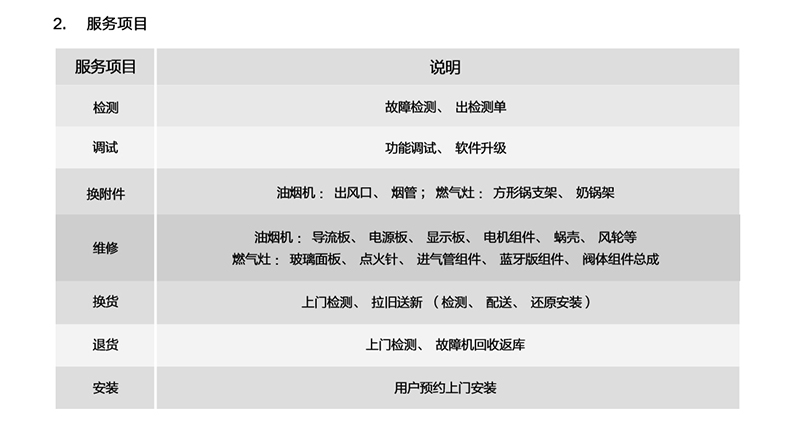 2. 服务项目
服务项目 说明
检测 故障检测、出检测单
调试 功能调试、软件升级
换附件 油烟机：出风口、烟管；燃气灶：方形锅支架、奶锅架
维修 油烟机：导流板、电源板、显示板、电机组件、蜗壳、风轮等
燃气灶：玻璃面板、点火针、进气管组件、蓝牙版组件、阀体组件总成
换货 上门检测、拉旧送新（检测、配送、还原安装）
退货 上门检测、故障机回收返库
安装 用户预约上门安装